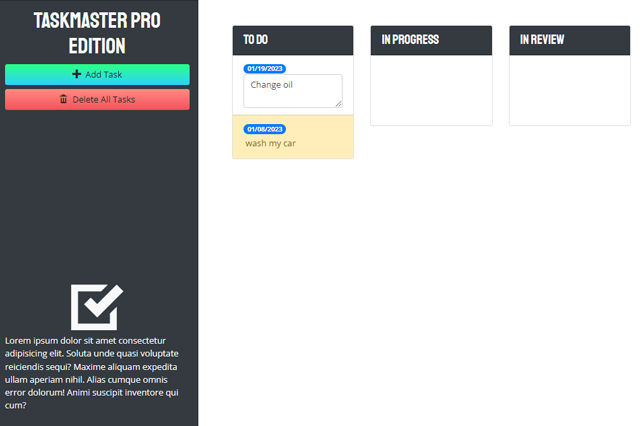 TASKMASTER PRO
EDITION
Add Task
Delete All Tasks
Lorem ipsum dolor sit amet consectetur
adipisicing elit. Soluta unde quasi voluptate
reiciendis sequi? Maxime aliquam expedita
ullam aperiam nihil. Alias cumque omnis
error dolorum! Animi suscipit inventore qui
cum?
TO DO
01/19/2023
Change oil
01/08/2023
wash my car
IN PROGRESS
IN REVIEW